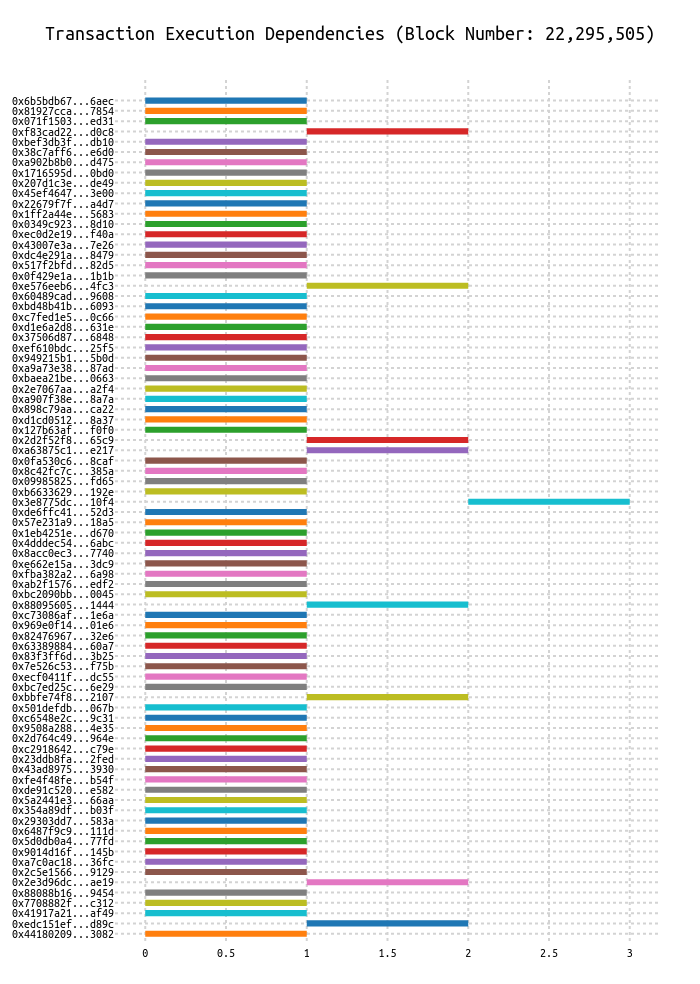 Transaction Execution Dependencies (Block Number: 22,295,505)
0x6b5bdb67...6aec
0x81927cca...7854
0x071f1503...ed31
0xf83cad22...d0c8
0xbef3db3f...db10
0x38c7aff6...e6d0
0xa902b8b0...d475
0x1716595d...0bd0
0x207d1c3e...de49
0x45ef4647...3e00
0x22679f7f...a4d7
0x1ff2a44e...5683
0x0349c923...8d10
0xec0d2e19...f40a
0x43007e3a...7e26
0xdc4e291a...8479
0x517f2bfd...82d5
0x0f429e1a...1b1b
0xe576eeb6...4fc3
0x60489cad...9608
0xbd48b41b...6093
0xc7fed1e5...0c66
0xd1e6a2d8...631e
0x37506d87...6848
0xef610bdc...25f5
0x949215b1...5b0d
0xa9a73e38...87ad
0xbaea21be...0663
0x2e7067aa...a2f4
0xa907f38e...8a7a
0x898c79aa...ca22
0xd1cd0512...8a37
0x127b63af...f0f0
0x2d2f52f8...65c9
0xa63875c1...e217
0x0fa530c6...8caf
0x8c42fc7c...385a
0x09985825...fd65
0xb6633629...192e
0x3e8775dc...10f4
0xde6ffc41...52d3
0x57e231a9...18a5
0x1eb4251e...d670
0x4dddec54...6abc
0x8acc0ec3...7740
0xe662e15a...3dc9
0xfba382a2...6a98
0xab2f1576...edf2
0xbc2090bb...0045
0x88095605...1444
0xc73086af...1e6a
0x969e0f14...01e6
0x82476967...32e6
0x63389884...60a7
0x83f3ff6d...3b25
0x7e526c53...f75b
0xecf0411f...dc55
0xbc7ed25c...6e29
0xbbfe74f8...2107
0x501defdb...067b
0xc6548e2c...9c31
0x9508a288...4e35
0x2d764c49...964e
0xc2918642...c79e
0x23ddb8fa...2fed
0x43ad8975...3930
0xfe4f48fe...b54f
0xde91c520...e582
0x5a2441e3...66aa
0x354a89df...b03f
0x29303dd7...583a
0x6487f9c9...111d
0x5d0db0a4...77fd
0x9014d16f...145b
0xa7c0ac18...36fc
0x2c5e1566...9129
0x2e3d96dc...ae19
0x88088b16...9454
0x7708882f...c312
0x41917a21...af49
0xedc151ef...d89c
0x44180209...3082
0 0.5 1 1.5 2 2.5 3